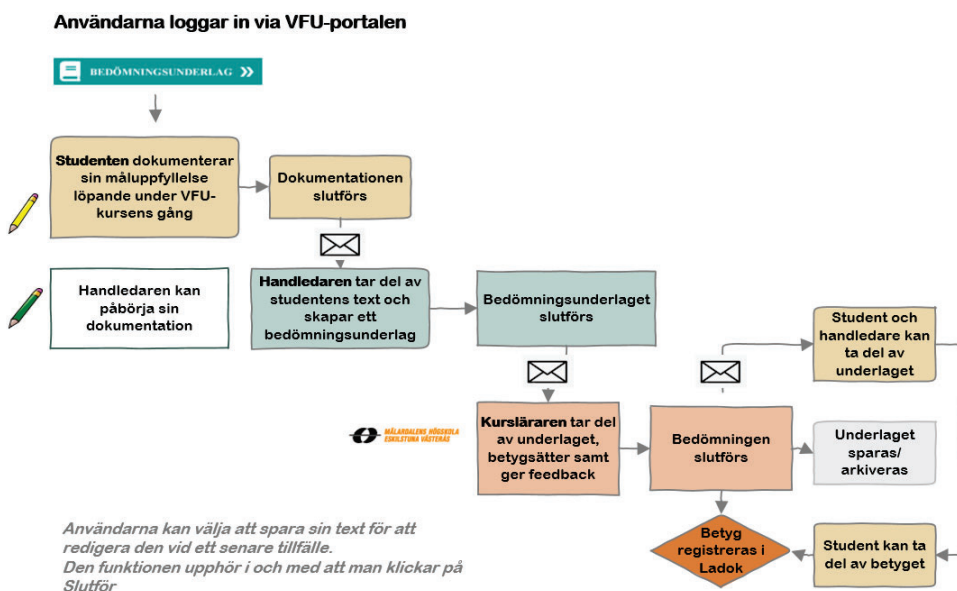 Användarna loggar in via VFU-portalen
BEDÖMNINGSUNDERLAG »
Studenten dokumenterar
sin måluppfyllelse
löpande under VFU-
kursens gång
Dokumentationen
slutförs
Handledaren kan
påbörja sin
dokumentation
Handledaren tar del av
studentens text och
skapar ett
bedömningsunderlag
Bedömningsunderlaget
slutförs
Student och
handledare kan
ta del av
underlaget
MÄLARDALENS HÖGSKOLA
ESKILSTUNA VÄSTERÅS
Kursläraren tar del
av underlaget,
betygsätter samt
ger feedback
Bedömningen
slutförs
Underlaget
sparas/
arkiveras
Användarna kan välja att spara sin text för att
redigera den vid ett senare tillfälle.
Den funktionen upphör i och med att man klickar på
Slutför
Betyg
registreras i
Ladok
Student kan ta
del av betyget